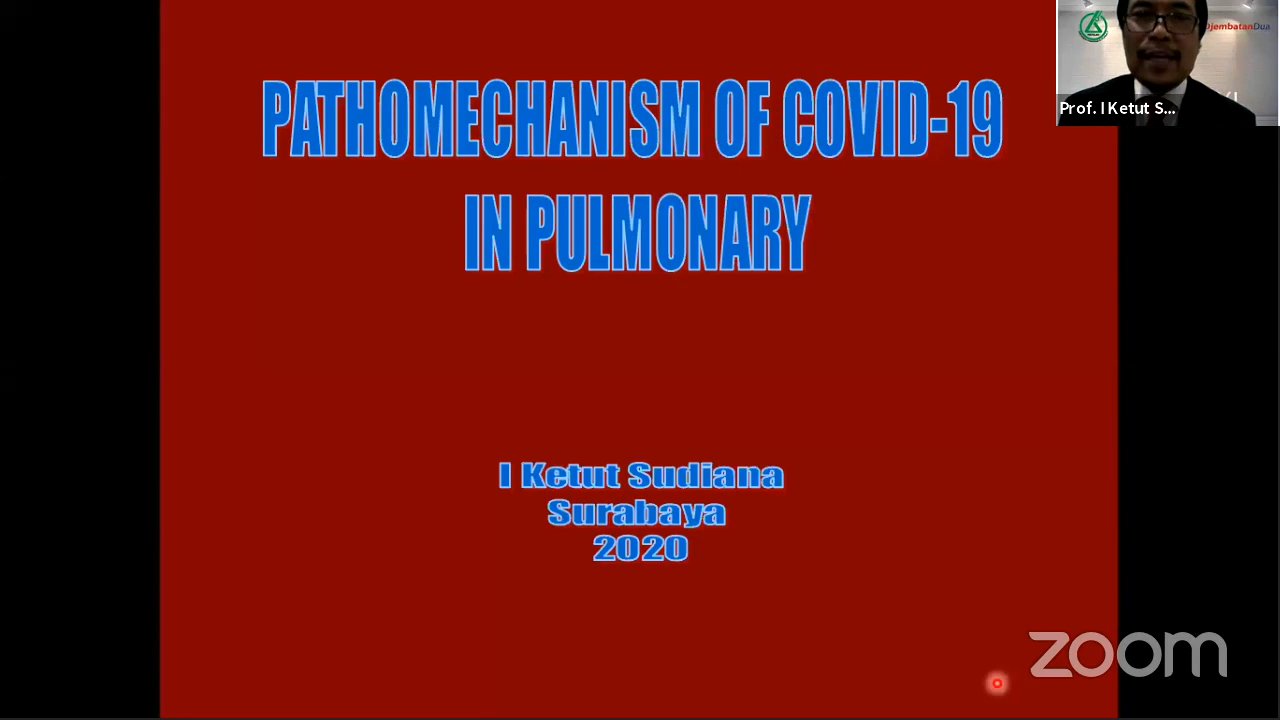 PATHOMECHANISM OF COVID-19
IN PULMONARY
I Ketut Sudiana
Surabaya
2020
DjembatanDua
Prof. I Ketut S...
zoom